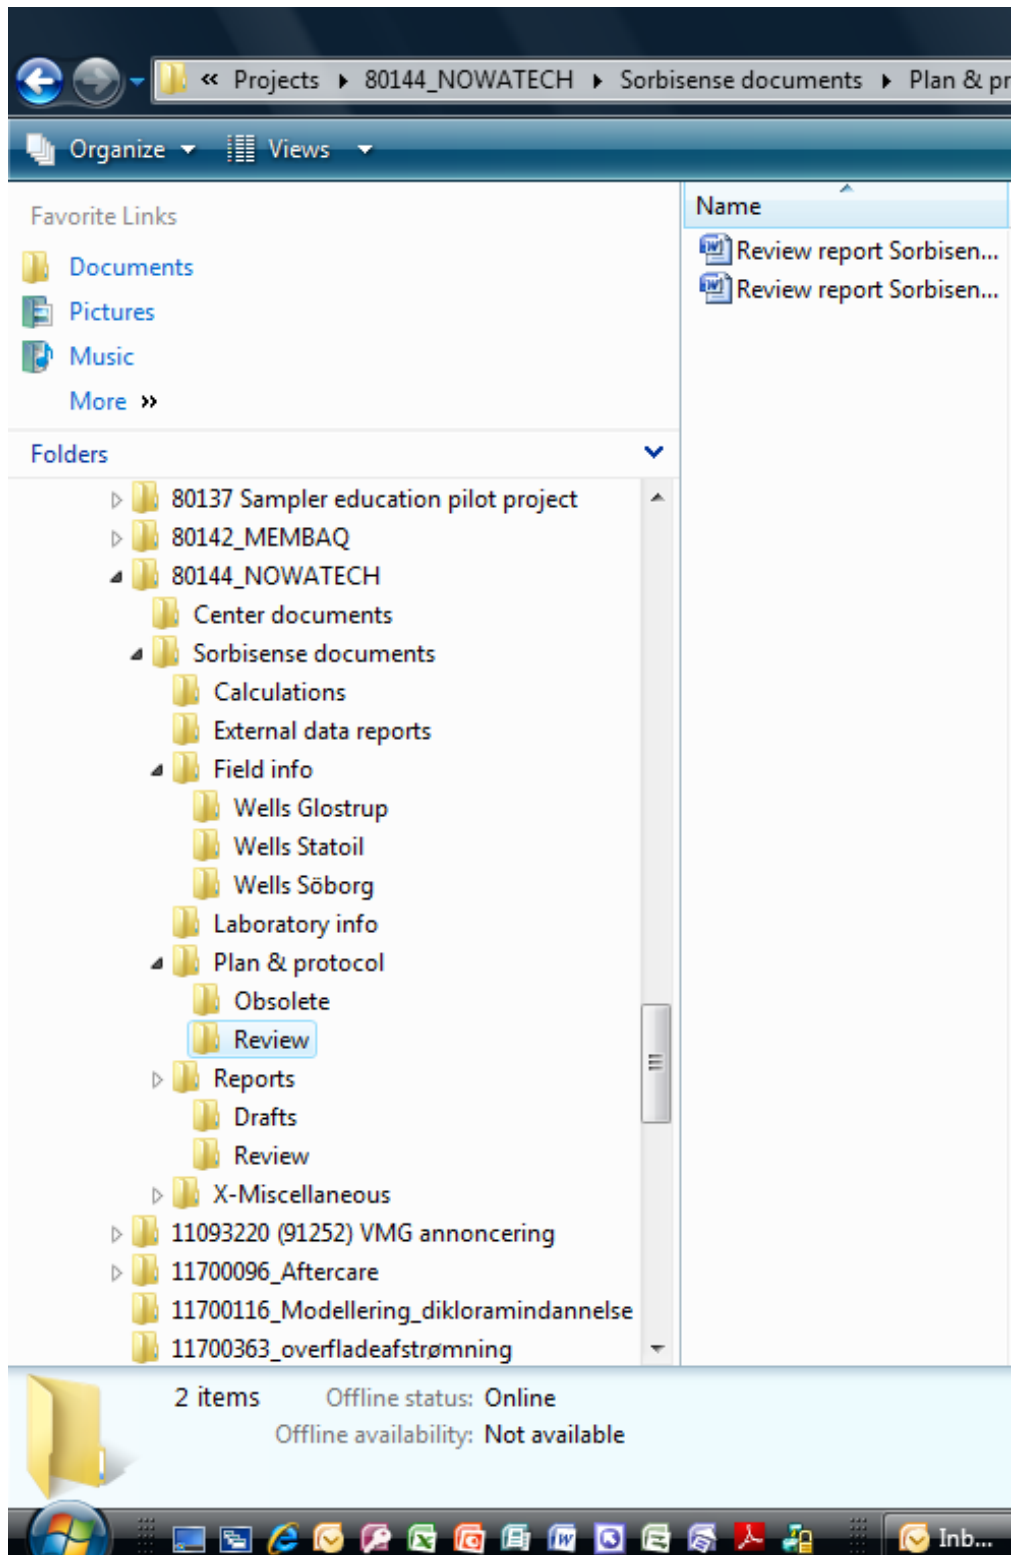 « Projects 80144_NOWATECH Sorbisense documents Plan & pr
Organize Views
Favorite Links
Documents
Pictures
Music
More »
Folders
80137 Sampler education pilot project
80142_MEMBAQ
80144_NOWATECH
Center documents
Sorbisense documents
Calculations
External data reports
Field info
Wells Glostrup
Wells Statoil
Wells Söborg
Laboratory info
Plan & protocol
Obsolete
Review
Reports
Drafts
Review
X-Miscellaneous
11093220 (91252) VMG annoncering
11700096_Aftercare
11700116_Modellering_dikloramindannelse
11700363_overfladeafstrømning
Name
Review report Sorbisen...
Review report Sorbisen...
2 items Offline status: Online
Offline availability: Not available
Inb...